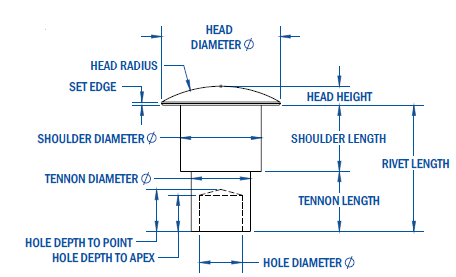 HEAD
DIAMETER Ø
HEAD RADIUS
SET EDGE
HEAD HEIGHT
SHOULDER DIAMETER Ø
SHOULDER LENGTH
RIVET LENGTH
TENNON DIAMETER Ø
TENNON LENGTH
HOLE DEPTH TO POINT
HOLE DEPTH TO APEX
HOLE DIAMETER Ø